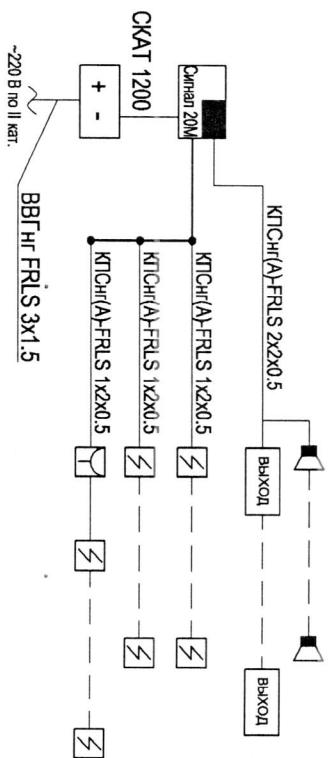 Сигнал 20М
СКАТ 1200
+ -
~220 В по II кат.
ВВГнг FRLS 3х1.5
КПСнг(А)-FRLS 2х2х0.5
ВЫХОД
ВЫХОД
КПСнг(А)-FRLS 1х2х0.5
КПСнг(А)-FRLS 1х2х0.5
КПСнг(А)-FRLS 1х2х0.5